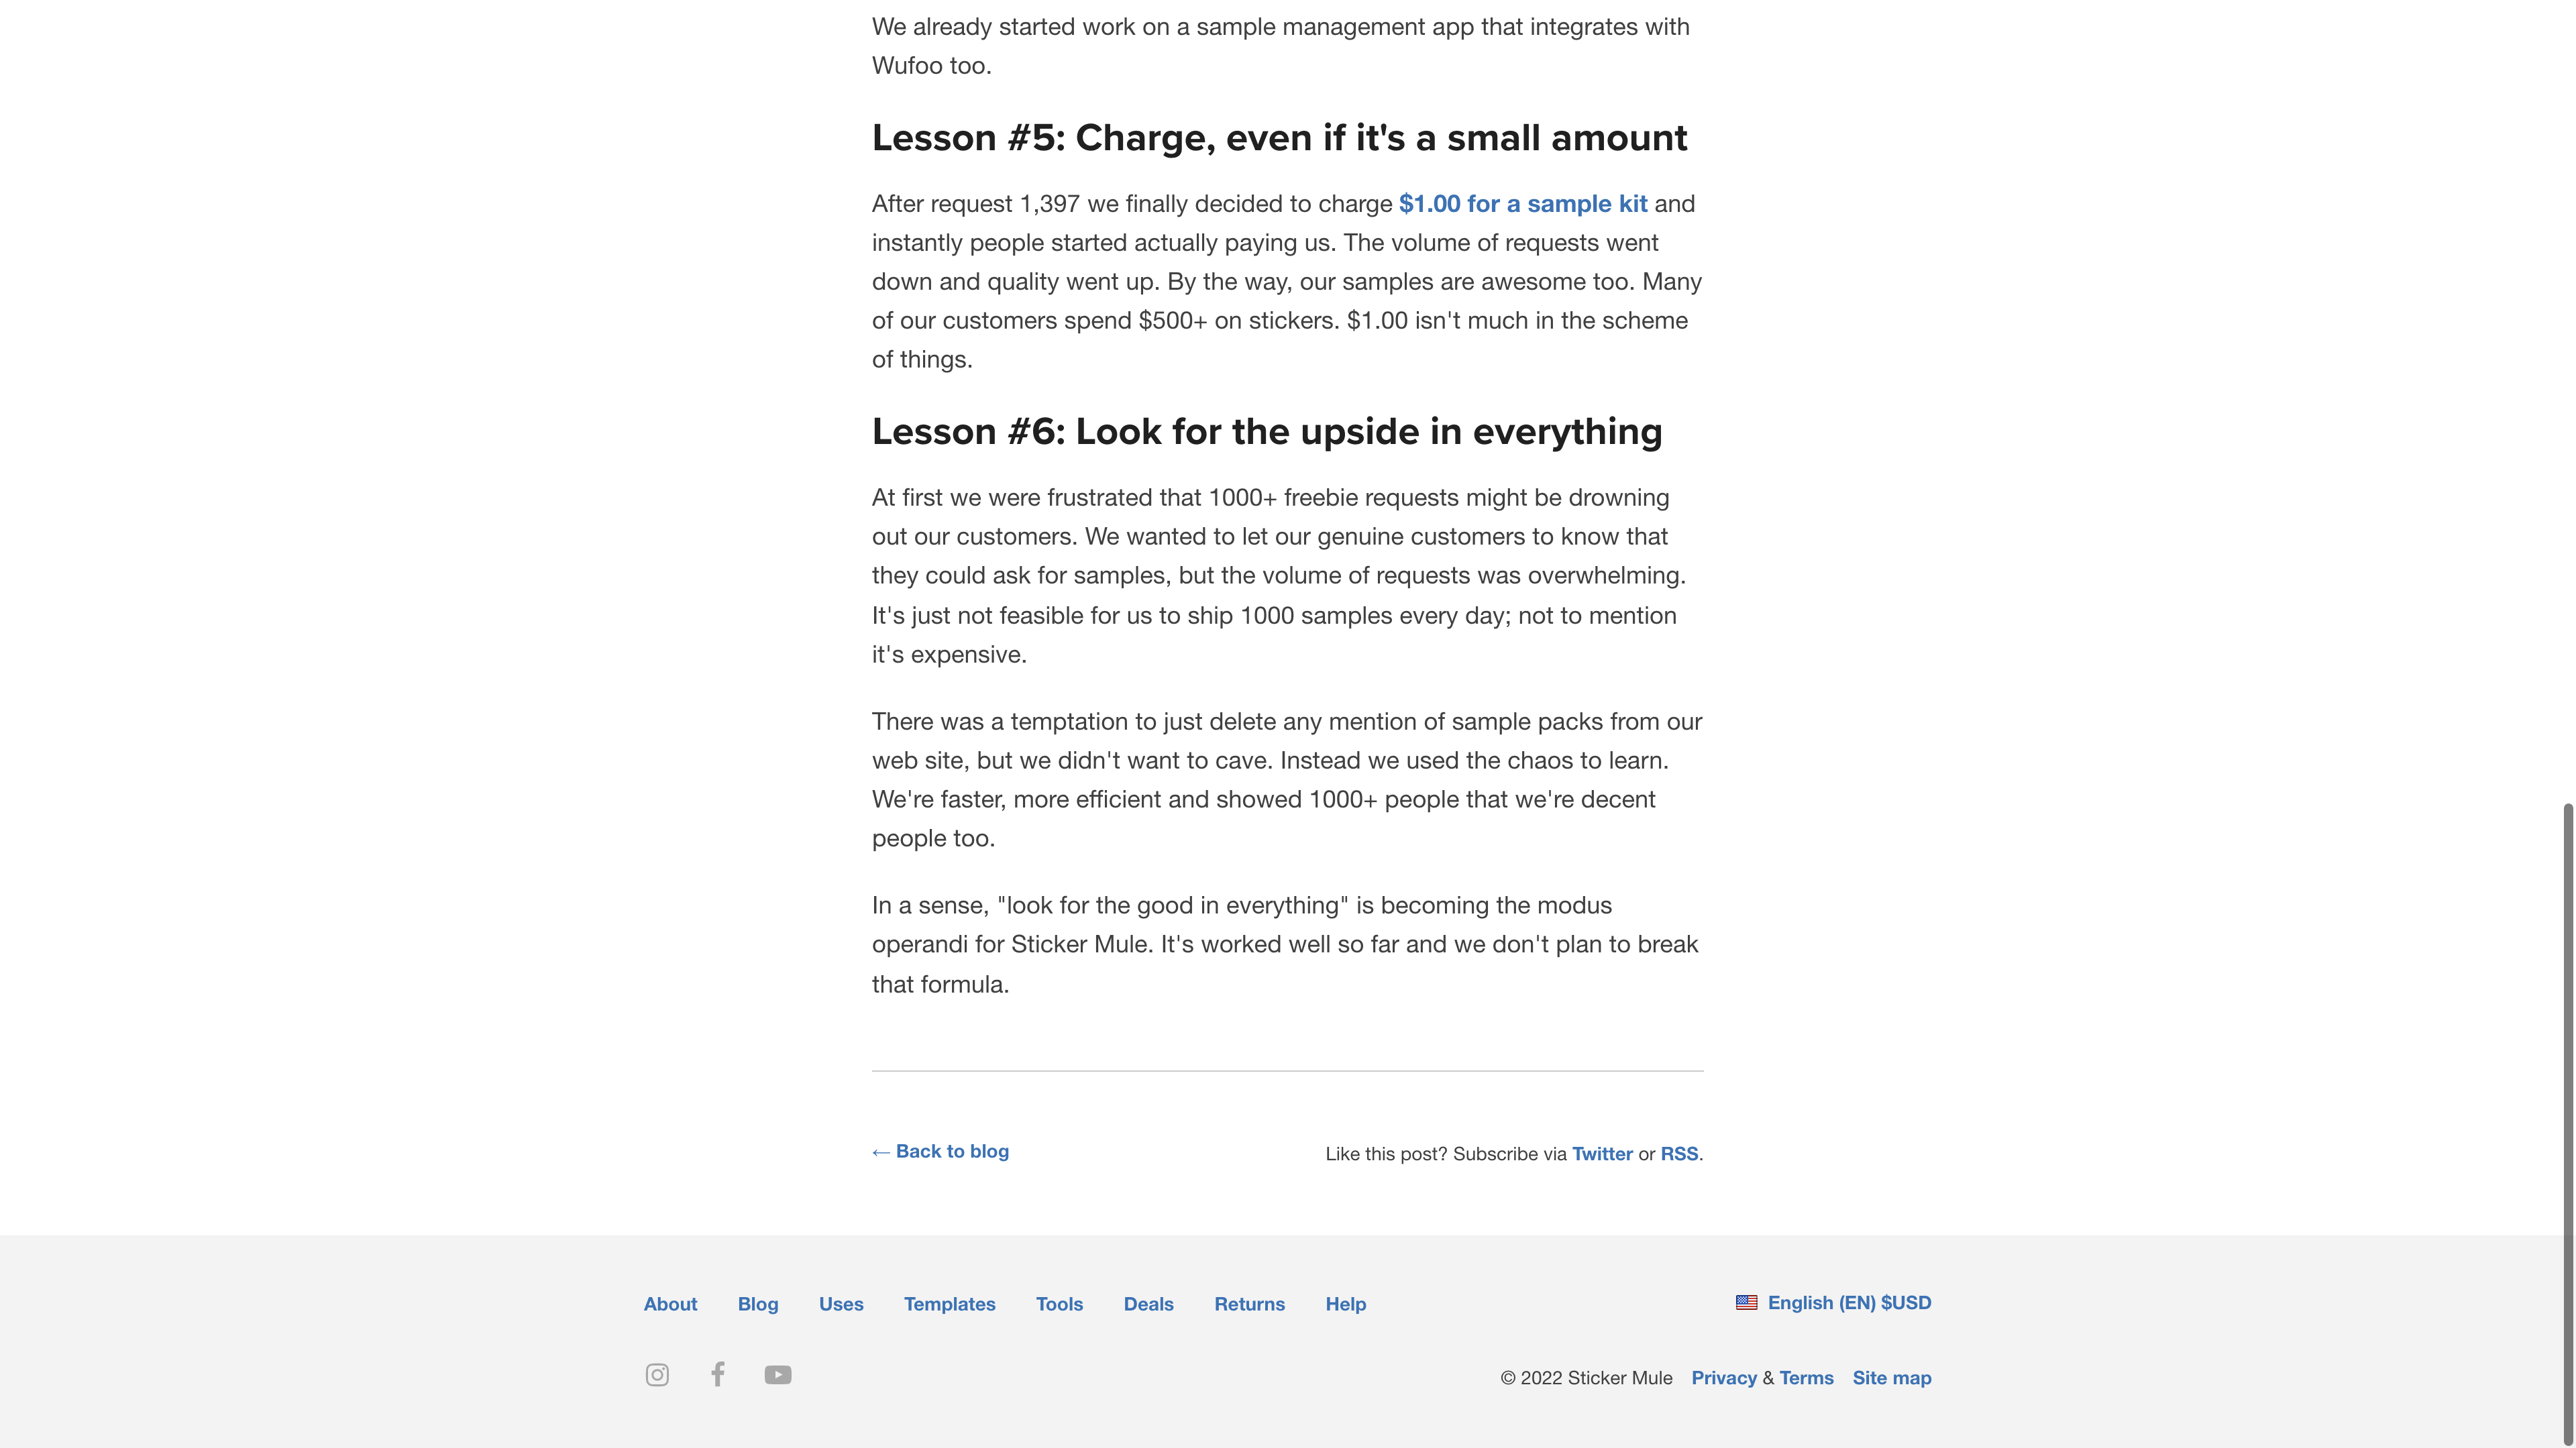 We already started work on a sample management app that integrates with
Wufoo too.
Lesson #5: Charge, even if it's a small amount
After request 1,397 we finally decided to charge $1.00 for a sample kit and
instantly people started actually paying us. The volume of requests went
down and quality went up. By the way, our samples are awesome too. Many
of our customers spend $500+ on stickers. $1.00 isn't much in the scheme
of things.
Lesson #6: Look for the upside in everything
At first we were frustrated that 1000+ freebie requests might be drowning
out our customers. We wanted to let our genuine customers to know that
they could ask for samples, but the volume of requests was overwhelming.
It's just not feasible for us to ship 1000 samples every day; not to mention
it's expensive.
There was a temptation to just delete any mention of sample packs from our
web site, but we didn't want to cave. Instead we used the chaos to learn.
We're faster, more efficient and showed 1000+ people that we're decent
people too.
In a sense, "look for the good in everything" is becoming the modus
operandi for Sticker Mule. It's worked well so far and we don't plan to break
that formula.
← Back to blog
Like this post? Subscribe via Twitter or RSS.
About Blog Uses Templates Tools Deals Returns Help
English (EN) $USD
© 2022 Sticker Mule Privacy & Terms Site map